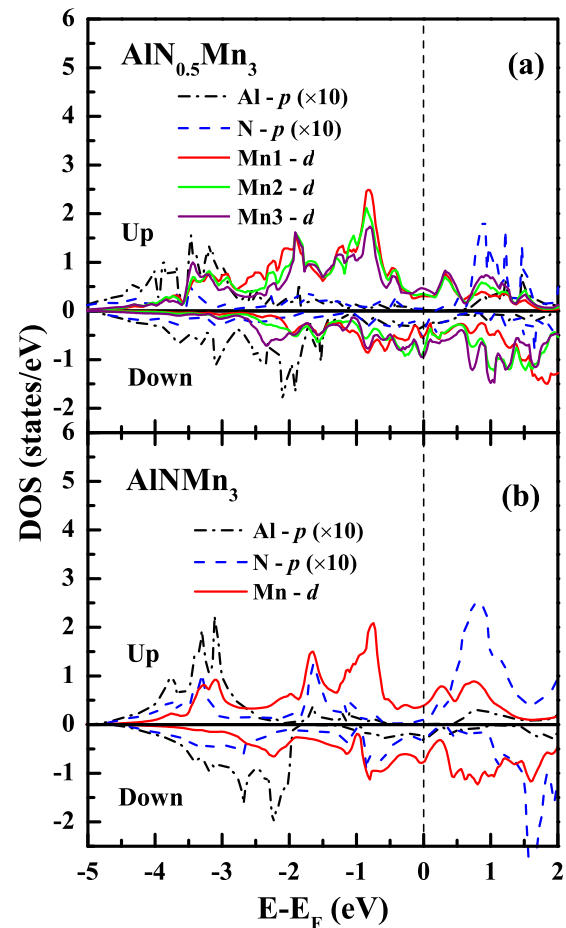 6
AlN0.5Mn3
(a)
5
Al - p (×10)
4
N - p (×10)
Mn1 - d
3
Mn2 - d
2
Mn3 - d
Up
1
0
-1
Down
-2
6
DOS (states/eV)
AlNMn3
(b)
5
Al - p (×10)
4
N - p (×10)
3
Mn - d
2
Up
1
0
-1
Down
-2
-5 -4 -3 -2 -1 0 1 2
E-EF (eV)